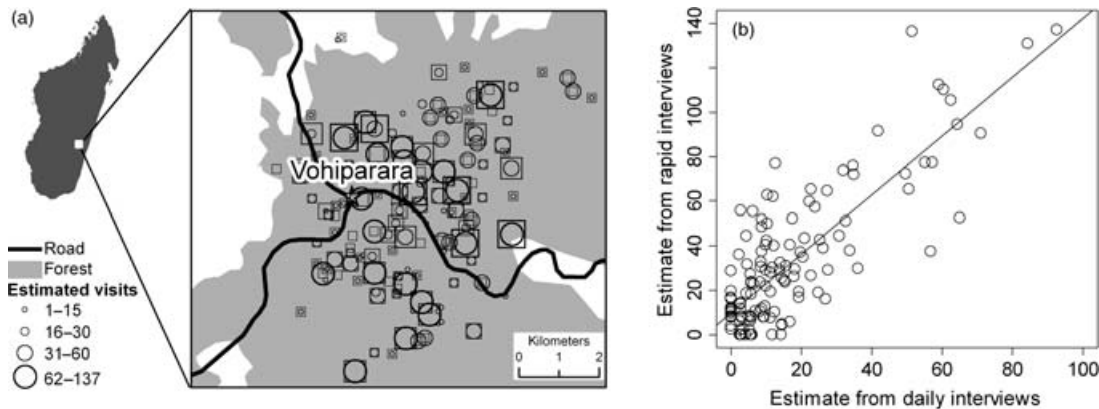 (a)
Vohiparara
Road
Forest
Estimated visits
1–15
16–30
31–60
62–137
Kilometers
0 1 2
(b)
Estimate from rapid interviews
140
100
80
60
40
20
0
0 20 40 60 80 100
Estimate from daily interviews